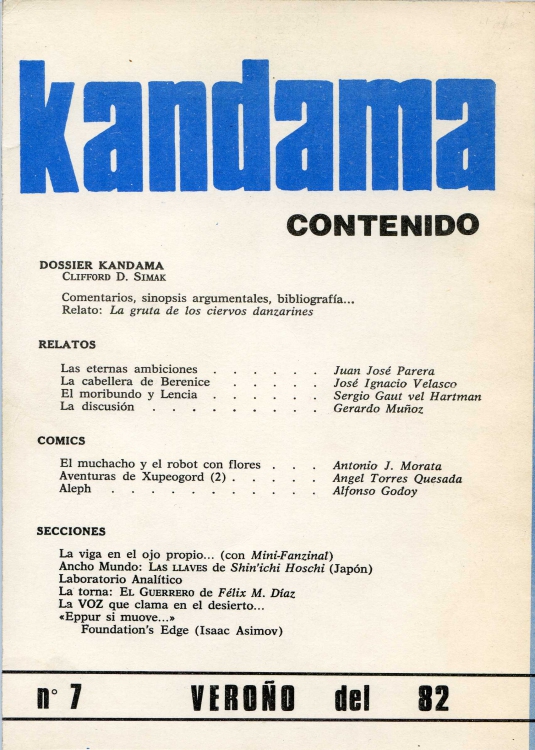 kandama
CONTENIDO
DOSSIER KANDAMA
CLIFFORD D. SIMAK
Comentarios, sinopsis argumentales, bibliografía...
Relato: La gruta de los ciervos danzarines
RELATOS
Las eternas ambiciones . . . . . . Juan José Parera
La cabellera de Berenice . . . . . José Ignacio Velasco
El moribundo y Lencia . . . . . . Sergio Gaut vel Hartman
La discusión . . . . . . . . . Gerardo Muñoz
COMICS
El muchacho y el robot con flores . . . Antonio J. Morata
Aventuras de Xupeogord (2) . . . . . Angel Torres Quesada
Aleph . . . . . . . . . . . Alfonso Godoy
SECCIONES
La viga en el ojo propio... (con Mini-Fanzinal)
Ancho Mundo: LAS LLAVES de Shin'ichi Hoschi (Japón)
Laboratorio Analítico
La torna: EL GUERRERO de Félix M. Díaz
La VOZ que clama en el desierto...
«Eppur si muove...»
Foundation's Edge (Isaac Asimov)
n° 7 VEROÑO del 82